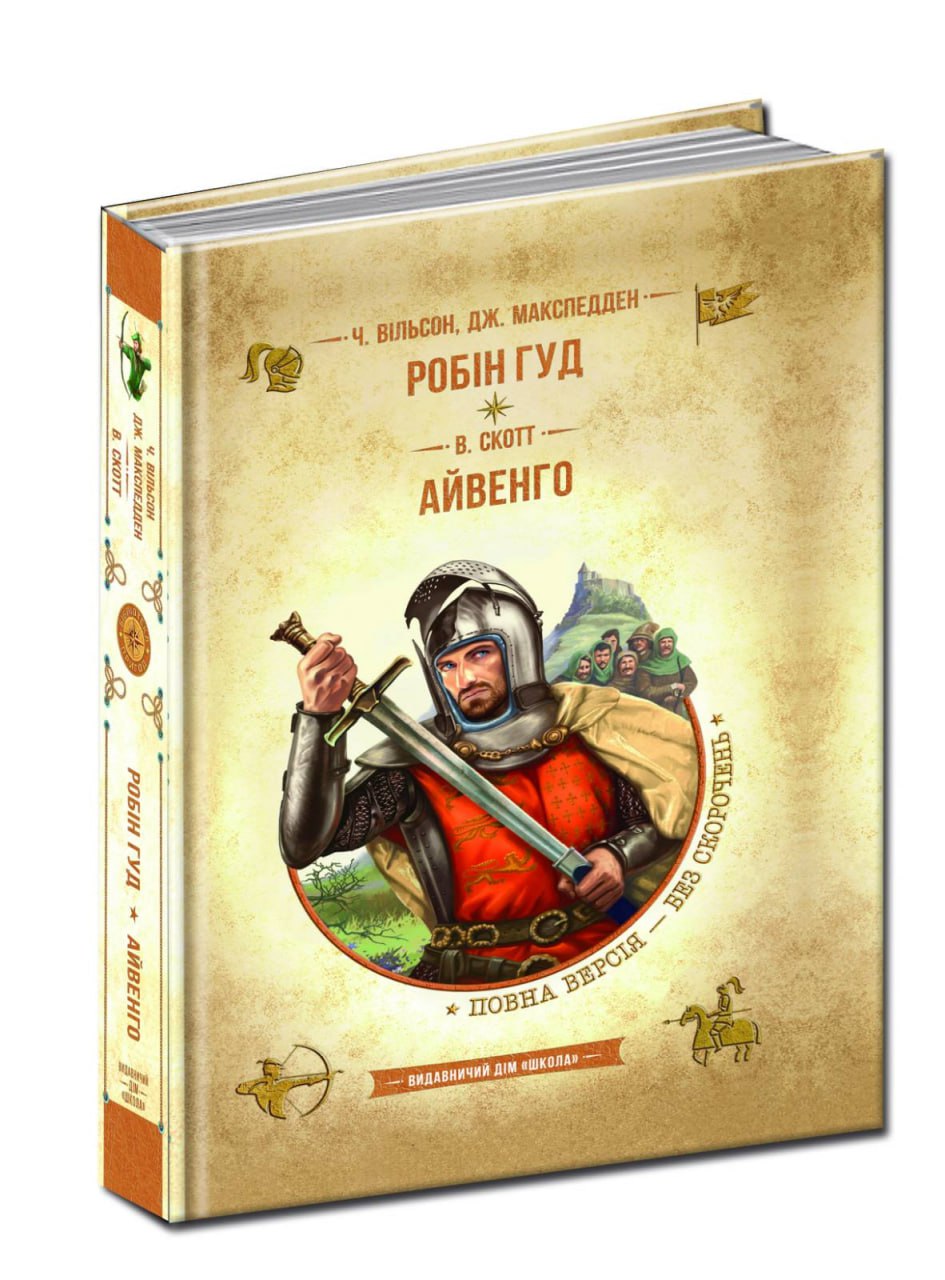 Ч. ВІЛЬСОН, ДЖ. МАКСПЕДДЕН
РОБІН ГУД
В. СКОТТ
АЙВЕНГО
ПОВНА ВЕРСІЯ — БЕЗ СКОРОЧЕНЬ
ВИДАВНИЧИЙ ДІМ «ШКОЛА»
Ч. ВІЛЬСОН
ДЖ. МАКСПЕДДЕН
В. СКОТТ
РОБІН ГУД ★ АЙВЕНГО
ВИДАВНИЧИЙ
ДІМ
«ШКОЛА»